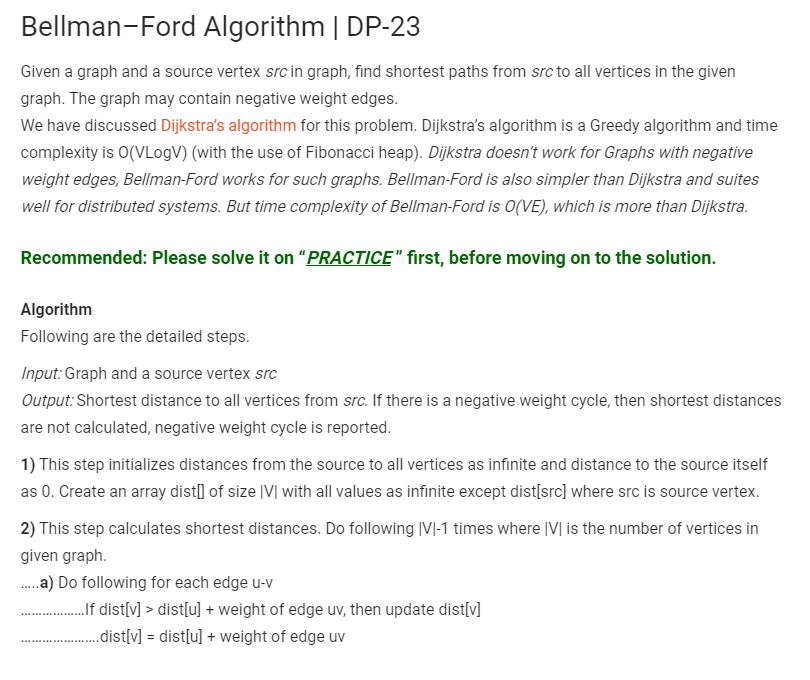 Bellman–Ford Algorithm | DP-23
Given a graph and a source vertex src in graph, find shortest paths from src to all vertices in the given
graph. The graph may contain negative weight edges.
We have discussed Dijkstra’s algorithm for this problem. Dijkstra’s algorithm is a Greedy algorithm and time
complexity is O(VLogV) (with the use of Fibonacci heap). Dijkstra doesn’t work for Graphs with negative
weight edges, Bellman-Ford works for such graphs. Bellman-Ford is also simpler than Dijkstra and suites
well for distributed systems. But time complexity of Bellman-Ford is O(VE), which is more than Dijkstra.
Recommended: Please solve it on “PRACTICE” first, before moving on to the solution.
Algorithm
Following are the detailed steps.
Input: Graph and a source vertex src
Output: Shortest distance to all vertices from src. If there is a negative weight cycle, then shortest distances
are not calculated, negative weight cycle is reported.
1) This step initializes distances from the source to all vertices as infinite and distance to the source itself
as 0. Create an array dist[] of size |V| with all values as infinite except dist[src] where src is source vertex.
2) This step calculates shortest distances. Do following |V|-1 times where |V| is the number of vertices in
given graph.
…..a) Do following for each edge u-v
………………If dist[v] > dist[u] + weight of edge uv, then update dist[v]
………………….dist[v] = dist[u] + weight of edge uv